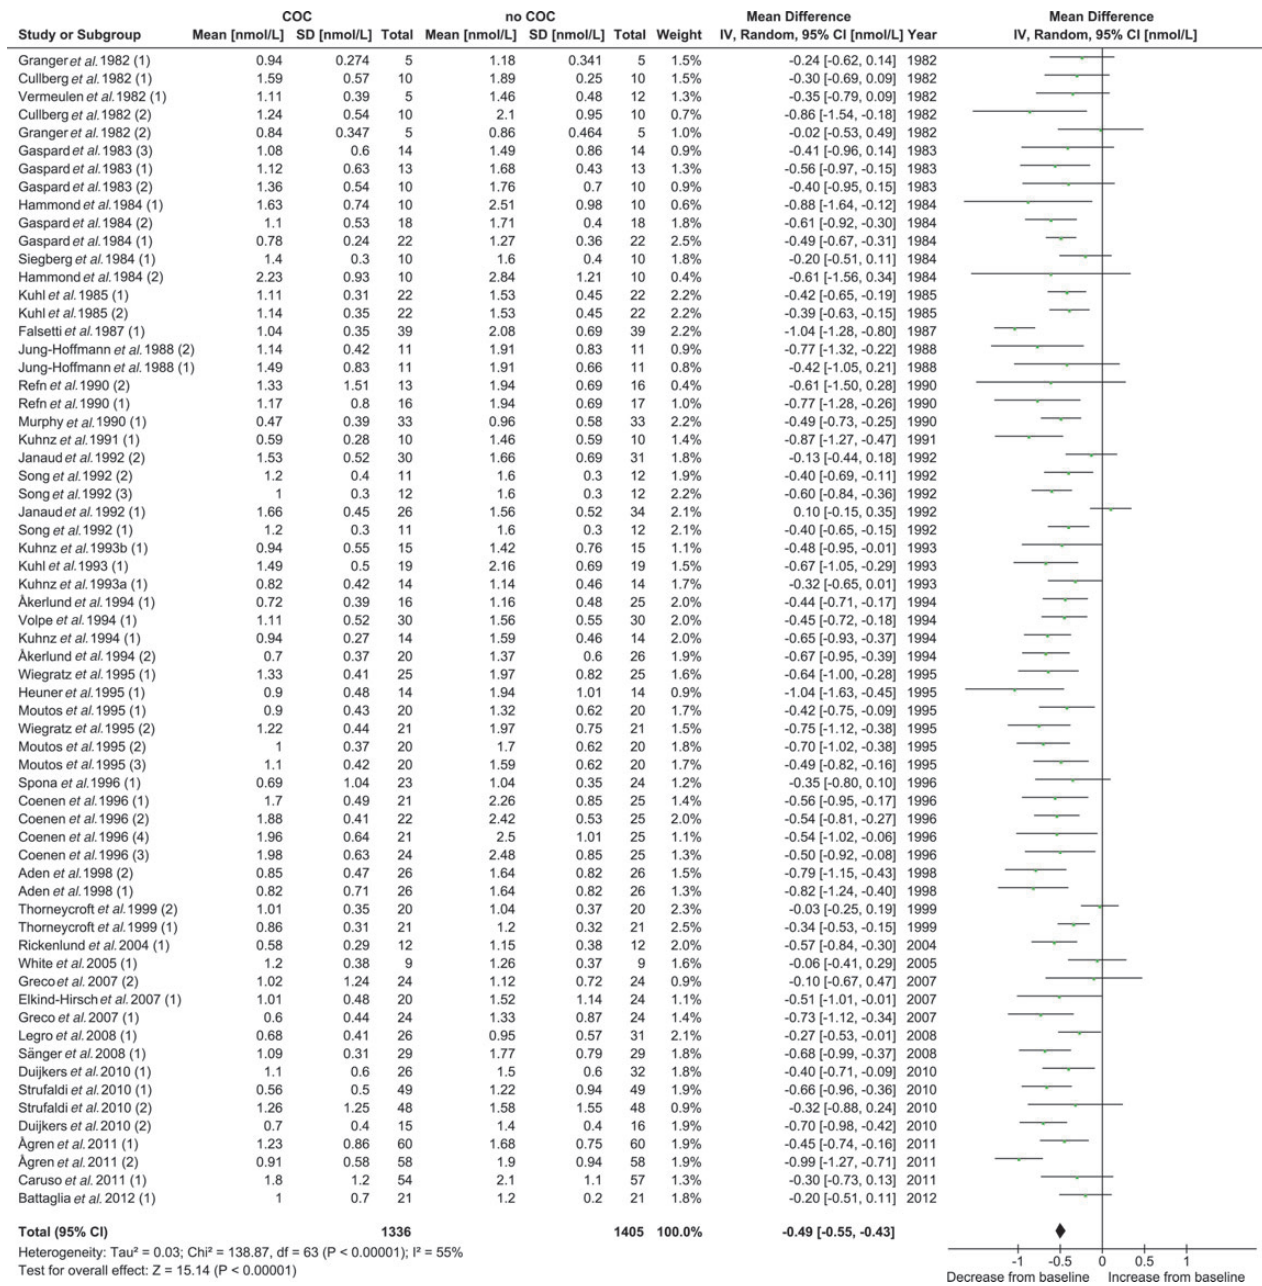 COC no COC Mean Difference Mean Difference
Study or Subgroup Mean [nmol/L] SD [nmol/L] Total Mean [nmol/L] SD [nmol/L] Total Weight IV, Random, 95% CI [nmol/L] Year IV, Random, 95% CI [nmol/L]
Granger et al. 1982 (1) 0.94 0.274 5 1.18 0.341 5 1.5% -0.24 [-0.62, 0.14] 1982
Cullberg et al. 1982 (1) 1.59 0.57 10 1.89 0.25 10 1.5% -0.30 [-0.69, 0.09] 1982
Vermeulen et al. 1982 (1) 1.11 0.39 5 1.46 0.48 12 1.3% -0.35 [-0.79, 0.09] 1982
Cullberg et al. 1982 (2) 1.24 0.54 10 2.1 0.95 10 0.7% -0.86 [-1.54, -0.18] 1982
Granger et al. 1982 (2) 0.84 0.347 5 0.86 0.464 5 1.0% -0.02 [-0.53, 0.49] 1982
Gaspard et al. 1983 (3) 1.08 0.6 14 1.49 0.86 14 0.9% -0.41 [-0.96, 0.14] 1983
Gaspard et al. 1983 (1) 1.12 0.63 13 1.68 0.43 13 1.4% -0.56 [-0.97, -0.15] 1983
Gaspard et al. 1983 (2) 1.36 0.54 10 1.76 0.7 10 0.9% -0.40 [-0.95, 0.15] 1983
Hammond et al. 1984 (1) 1.63 0.74 10 2.51 0.98 10 0.6% -0.88 [-1.64, -0.12] 1984
Gaspard et al. 1984 (2) 1.1 0.53 18 1.71 0.4 18 1.8% -0.61 [-0.92, -0.30] 1984
Gaspard et al. 1984 (1) 0.78 0.24 22 1.27 0.36 22 2.5% -0.49 [-0.67, -0.31] 1984
Siegberg et al. 1984 (1) 1.4 0.3 10 1.6 0.4 10 1.8% -0.20 [-0.51, 0.11] 1984
Hammond et al. 1984 (2) 2.23 0.93 10 2.84 1.21 10 0.4% -0.61 [-1.56, 0.34] 1984
Kuhl et al. 1985 (1) 1.11 0.31 22 1.53 0.45 22 2.2% -0.42 [-0.65, -0.19] 1985
Kuhl et al. 1985 (2) 1.14 0.35 22 1.53 0.45 22 2.2% -0.39 [-0.63, -0.15] 1985
Falsetti et al. 1987 (1) 1.04 0.35 39 2.08 0.69 39 2.2% -1.04 [-1.28, -0.80] 1987
Jung-Hoffmann et al. 1988 (2) 1.14 0.42 11 1.91 0.83 11 0.9% -0.77 [-1.32, -0.22] 1988
Jung-Hoffmann et al. 1988 (1) 1.49 0.83 11 1.91 0.66 11 0.8% -0.42 [-1.05, 0.21] 1988
Refn et al. 1990 (2) 1.33 1.51 13 1.94 0.69 16 0.4% -0.61 [-1.50, 0.28] 1990
Refn et al. 1990 (1) 1.17 0.8 16 1.94 0.69 17 1.0% -0.77 [-1.28, -0.26] 1990
Murphy et al. 1990 (1) 0.47 0.39 33 0.96 0.58 33 2.2% -0.49 [-0.73, -0.25] 1990
Kuhnz et al. 1991 (1) 0.59 0.28 10 1.46 0.59 10 1.4% -0.87 [-1.27, -0.47] 1991
Janaud et al. 1992 (2) 1.53 0.52 30 1.66 0.69 31 1.8% -0.13 [-0.44, 0.18] 1992
Song et al. 1992 (2) 1.2 0.4 11 1.6 0.3 12 1.9% -0.40 [-0.69, -0.11] 1992
Song et al. 1992 (3) 1 0.3 12 1.6 0.3 12 2.2% -0.60 [-0.84, -0.36] 1992
Janaud et al. 1992 (1) 1.66 0.45 26 1.56 0.52 34 2.1% 0.10 [-0.15, 0.35] 1992
Song et al. 1992 (1) 1.2 0.3 11 1.6 0.3 12 2.1% -0.40 [-0.65, -0.15] 1992
Kuhnz et al. 1993b (1) 0.94 0.55 15 1.42 0.76 15 1.1% -0.48 [-0.95, -0.01] 1993
Kuhl et al. 1993 (1) 1.49 0.5 19 2.16 0.69 19 1.5% -0.67 [-1.05, -0.29] 1993
Kuhnz et al. 1993a (1) 0.82 0.42 14 1.14 0.46 14 1.7% -0.32 [-0.65, 0.01] 1993
Åkerlund et al. 1994 (1) 0.72 0.39 16 1.16 0.48 25 2.0% -0.44 [-0.71, -0.17] 1994
Volpe et al. 1994 (1) 1.11 0.52 30 1.56 0.55 30 2.0% -0.45 [-0.72, -0.18] 1994
Kuhnz et al. 1994 (1) 0.94 0.27 14 1.59 0.46 14 2.0% -0.65 [-0.93, -0.37] 1994
Åkerlund et al. 1994 (2) 0.7 0.37 20 1.37 0.6 26 1.9% -0.67 [-0.95, -0.39] 1994
Wiegratz et al. 1995 (1) 1.33 0.41 25 1.97 0.82 25 1.6% -0.64 [-1.00, -0.28] 1995
Heuner et al. 1995 (1) 0.9 0.48 14 1.94 1.01 14 0.9% -1.04 [-1.63, -0.45] 1995
Moutos et al. 1995 (1) 0.9 0.43 20 1.32 0.62 20 1.7% -0.42 [-0.75, -0.09] 1995
Wiegratz et al. 1995 (2) 1.22 0.44 21 1.97 0.75 21 1.5% -0.75 [-1.12, -0.38] 1995
Moutos et al. 1995 (2) 1 0.37 20 1.7 0.62 20 1.8% -0.70 [-1.02, -0.38] 1995
Moutos et al. 1995 (3) 1.1 0.42 20 1.59 0.62 20 1.7% -0.49 [-0.82, -0.16] 1995
Spona et al. 1996 (1) 0.69 1.04 23 1.04 0.35 24 1.2% -0.35 [-0.80, 0.10] 1996
Coenen et al. 1996 (1) 1.7 0.49 21 2.26 0.85 25 1.4% -0.56 [-0.95, -0.17] 1996
Coenen et al. 1996 (2) 1.88 0.41 22 2.42 0.53 25 2.0% -0.54 [-0.81, -0.27] 1996
Coenen et al. 1996 (4) 1.96 0.64 21 2.5 1.01 25 1.1% -0.54 [-1.02, -0.06] 1996
Coenen et al. 1996 (3) 1.98 0.63 24 2.48 0.85 25 1.3% -0.50 [-0.92, -0.08] 1996
Aden et al. 1998 (2) 0.85 0.47 26 1.64 0.82 26 1.6% -0.79 [-1.15, -0.43] 1998
Aden et al. 1998 (1) 0.82 0.71 26 1.64 0.82 26 1.3% -0.82 [-1.24, -0.40] 1998
Thorneycroft et al. 1999 (2) 1.01 0.35 20 1.04 0.37 20 2.3% -0.03 [-0.25, 0.19] 1999
Thorneycroft et al. 1999 (1) 0.86 0.31 21 1.2 0.32 21 2.5% -0.34 [-0.53, -0.15] 1999
Rickenlund et al. 2004 (1) 0.58 0.29 12 1.15 0.38 12 2.0% -0.57 [-0.84, -0.30] 2004
White et al. 2005 (1) 1.2 0.38 9 1.26 0.37 9 1.6% -0.06 [-0.41, 0.29] 2005
Greco et al. 2007 (2) 1.02 1.24 24 1.12 0.72 24 0.9% -0.10 [-0.67, 0.47] 2007
Elkind-Hirsch et al. 2007 (1) 1.01 0.48 20 1.52 1.14 24 1.1% -0.51 [-1.01, -0.01] 2007
Greco et al. 2007 (1) 0.6 0.44 24 1.33 0.87 24 1.4% -0.73 [-1.12, -0.34] 2007
Legro et al. 2008 (1) 0.68 0.41 26 0.95 0.57 31 2.1% -0.27 [-0.53, -0.01] 2008
Sänger et al. 2008 (1) 1.09 0.31 29 1.77 0.79 29 1.8% -0.68 [-0.99, -0.37] 2008
Duijkers et al. 2010 (1) 1.1 0.6 26 1.5 0.6 32 1.8% -0.40 [-0.71, -0.09] 2010
Strufaldi et al. 2010 (1) 0.56 0.5 49 1.22 0.94 49 1.9% -0.66 [-0.96, -0.36] 2010
Strufaldi et al. 2010 (2) 1.26 1.25 48 1.58 1.55 48 0.9% -0.32 [-0.88, 0.24] 2010
Duijkers et al. 2010 (2) 0.7 0.4 15 1.4 0.4 16 2.0% -0.70 [-0.98, -0.42] 2010
Ågren et al. 2011 (1) 1.23 0.86 60 1.68 0.75 60 1.9% -0.45 [-0.74, -0.16] 2011
Ågren et al. 2011 (2) 0.91 0.58 58 1.9 0.94 58 1.9% -0.99 [-1.27, -0.71] 2011
Caruso et al. 2011 (1) 1.8 1.2 54 2.1 1.1 57 1.3% -0.30 [-0.73, 0.13] 2011
Battaglia et al. 2012 (1) 1 0.7 21 1.2 0.2 21 1.8% -0.20 [-0.51, 0.11] 2012
Total (95% CI) 1336 1405 100.0% -0.49 [-0.55, -0.43]
Heterogeneity: Tau² = 0.03; Chi² = 138.87, df = 63 (P < 0.00001); I² = 55%
Test for overall effect: Z = 15.14 (P < 0.00001)
-1 -0.5 0 0.5 1
Decrease from baseline Increase from baseline